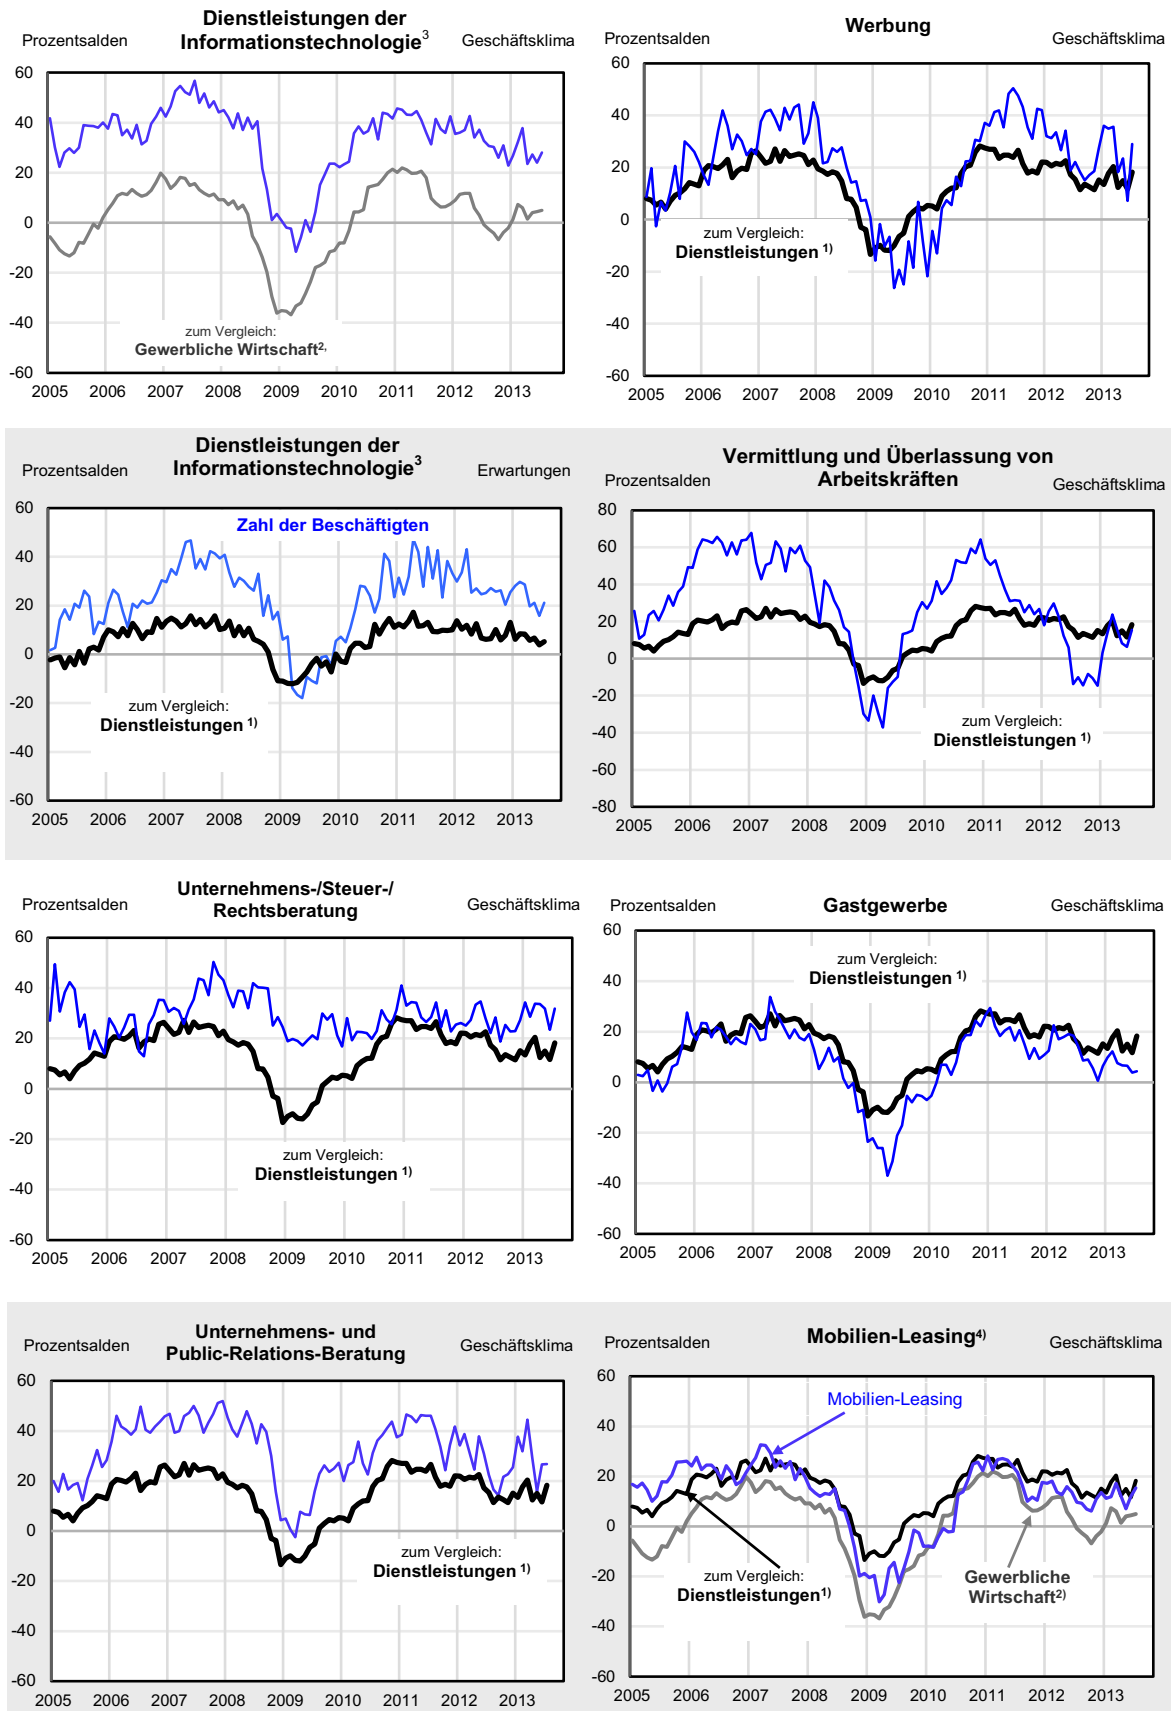 Dienstleistungen der
Informationstechnologie³
Prozentsalden
Geschäftsklima
60
40
20
0
-20
-40
-60
zum Vergleich:
Gewerbliche Wirtschaft²,
2005 2006 2007 2008 2009 2010 2011 2012 2013
Werbung
Prozentsalden
Geschäftsklima
60
40
20
0
-20
-40
-60
zum Vergleich:
Dienstleistungen ¹⁾
2005 2006 2007 2008 2009 2010 2011 2012 2013
Dienstleistungen der
Informationstechnologie³
Prozentsalden
Erwartungen
60
40
20
0
-20
-40
-60
Zahl der Beschäftigten
zum Vergleich:
Dienstleistungen ¹⁾
2005 2006 2007 2008 2009 2010 2011 2012 2013
Vermittlung und Überlassung von
Arbeitskräften
Prozentsalden
Geschäftsklima
80
60
40
20
0
-20
-40
-60
-80
zum Vergleich:
Dienstleistungen ¹⁾
2005 2006 2007 2008 2009 2010 2011 2012 2013
Unternehmens-/Steuer-/
Rechtsberatung
Prozentsalden
Geschäftsklima
60
40
20
0
-20
-40
-60
zum Vergleich:
Dienstleistungen ¹⁾
2005 2006 2007 2008 2009 2010 2011 2012 2013
Gastgewerbe
Prozentsalden
Geschäftsklima
60
40
20
0
-20
-40
-60
zum Vergleich:
Dienstleistungen ¹⁾
2005 2006 2007 2008 2009 2010 2011 2012 2013
Unternehmens- und
Public-Relations-Beratung
Prozentsalden
Geschäftsklima
60
40
20
0
-20
-40
-60
zum Vergleich:
Dienstleistungen ¹⁾
2005 2006 2007 2008 2009 2010 2011 2012 2013
Mobilien-Leasing⁴⁾
Prozentsalden
Geschäftsklima
60
40
20
0
-20
-40
-60
Mobilien-Leasing
zum Vergleich:
Dienstleistungen¹⁾
Gewerbliche
Wirtschaft²⁾
2005 2006 2007 2008 2009 2010 2011 2012 2013